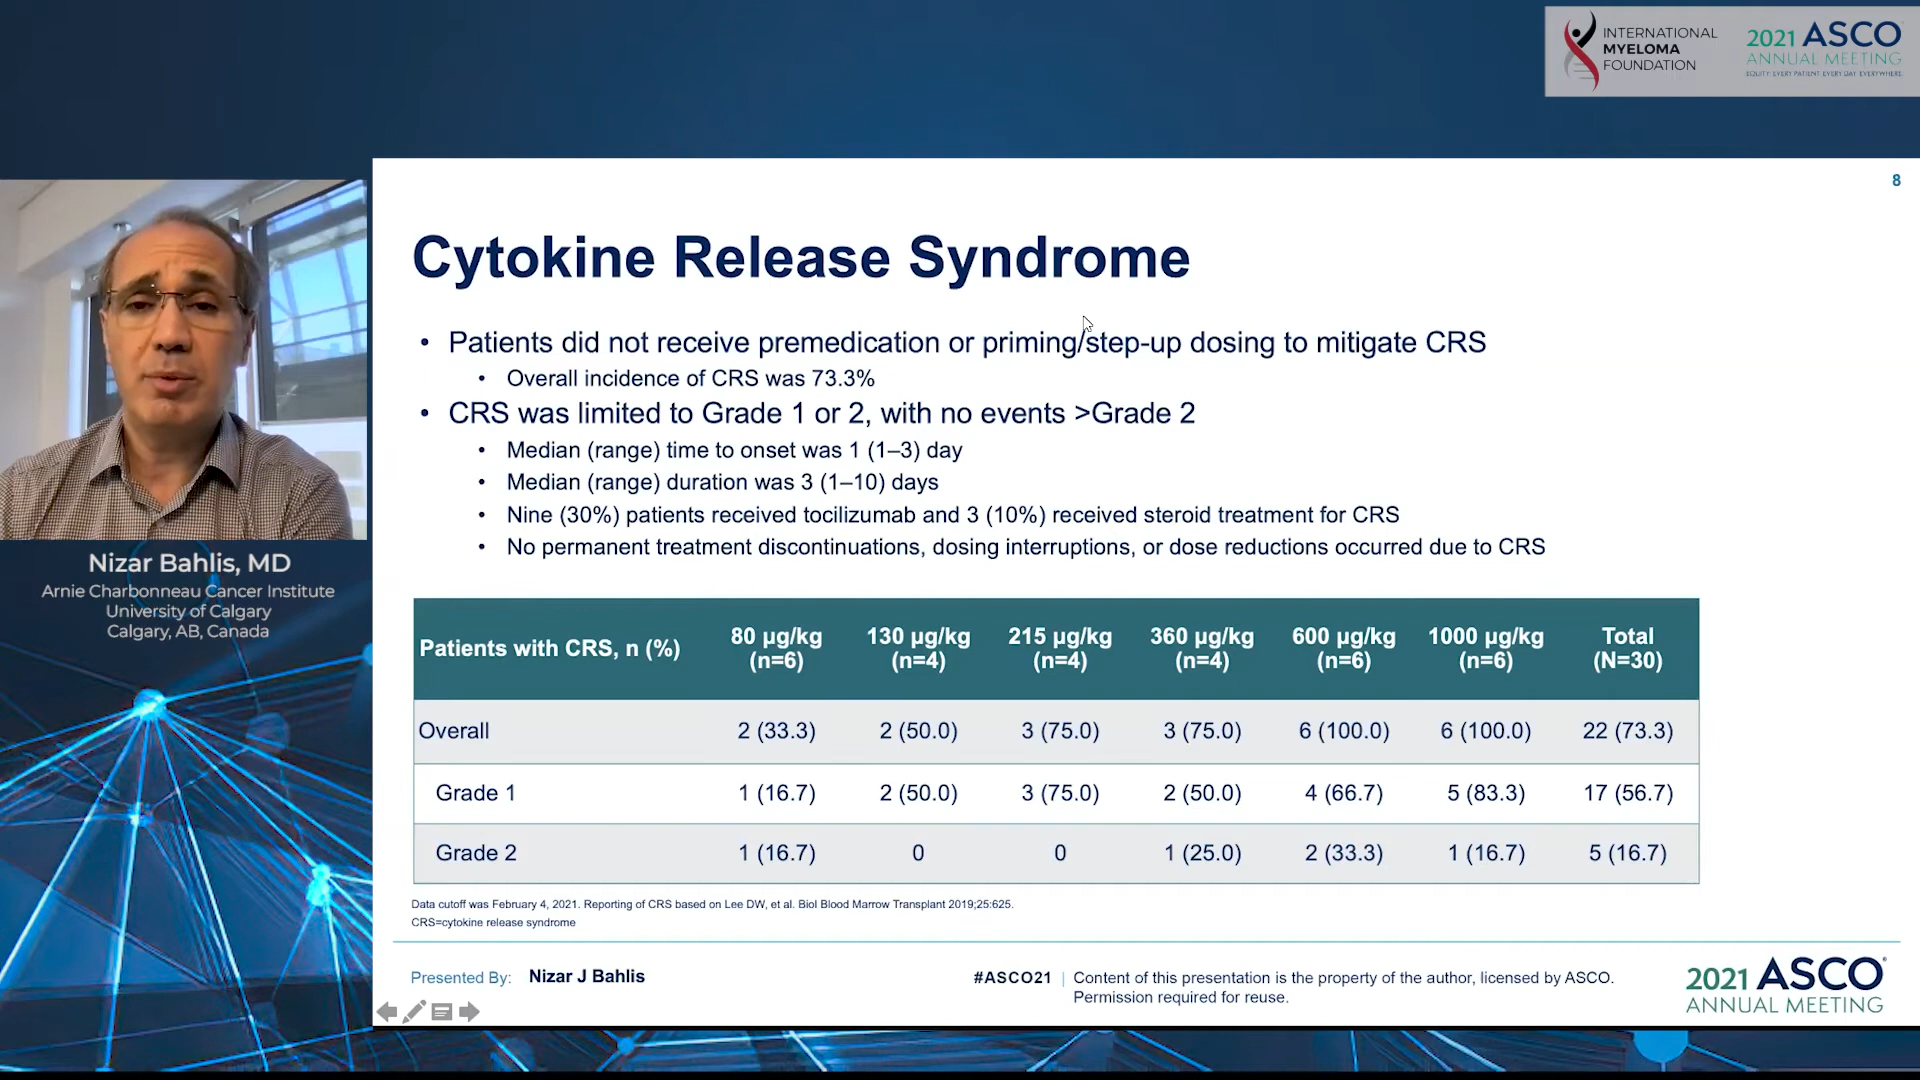 INTERNATIONAL
MYELOMA
FOUNDATION
2021 ASCO
ANNUAL MEETING
EQUITY: EVERY PATIENT. EVERY DAY. EVERYWHERE.
8
Cytokine Release Syndrome
• Patients did not receive premedication or priming/step-up dosing to mitigate CRS
• Overall incidence of CRS was 73.3%
• CRS was limited to Grade 1 or 2, with no events >Grade 2
• Median (range) time to onset was 1 (1–3) day
• Median (range) duration was 3 (1–10) days
• Nine (30%) patients received tocilizumab and 3 (10%) received steroid treatment for CRS
• No permanent treatment discontinuations, dosing interruptions, or dose reductions occurred due to CRS
Nizar Bahlis, MD
Arnie Charbonneau Cancer Institute
University of Calgary
Calgary, AB, Canada
Patients with CRS, n (%) 80 µg/kg (n=6) 130 µg/kg (n=4) 215 µg/kg (n=4) 360 µg/kg (n=4) 600 µg/kg (n=6) 1000 µg/kg (n=6) Total (N=30)
Overall 2 (33.3) 2 (50.0) 3 (75.0) 3 (75.0) 6 (100.0) 6 (100.0) 22 (73.3)
Grade 1 1 (16.7) 2 (50.0) 3 (75.0) 2 (50.0) 4 (66.7) 5 (83.3) 17 (56.7)
Grade 2 1 (16.7) 0 0 1 (25.0) 2 (33.3) 1 (16.7) 5 (16.7)
Data cutoff was February 4, 2021. Reporting of CRS based on Lee DW, et al. Biol Blood Marrow Transplant 2019;25:625.
CRS=cytokine release syndrome
Presented By: Nizar J Bahlis
#ASCO21 | Content of this presentation is the property of the author, licensed by ASCO.
Permission required for reuse.
2021 ASCO®
ANNUAL MEETING